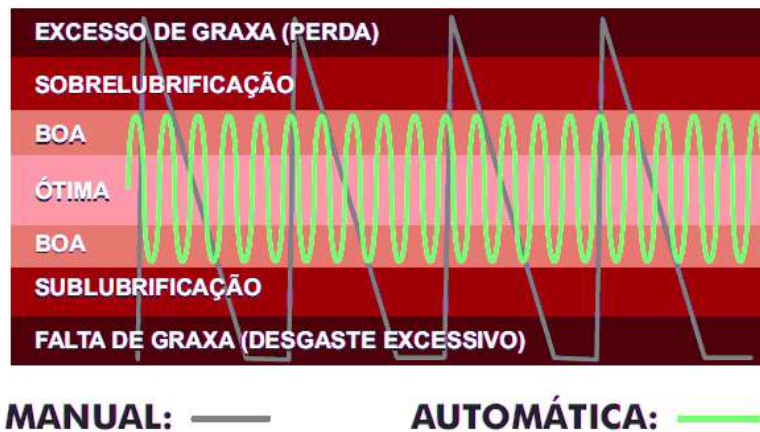 EXCESSO DE GRAXA (PERDA)
SOBRELUBRIFICAÇÃO
BOA
ÓTIMA
BOA
SUBLUBRIFICAÇÃO
FALTA DE GRAXA (DESGASTE EXCESSIVO)
MANUAL: AUTOMÁTICA: